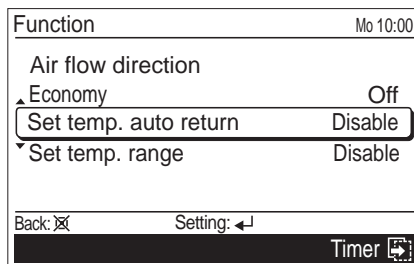 Function Mo 10:00
Air flow direction
Economy Off
Set temp. auto return Disable
Set temp. range Disable
Back: Setting:
Timer